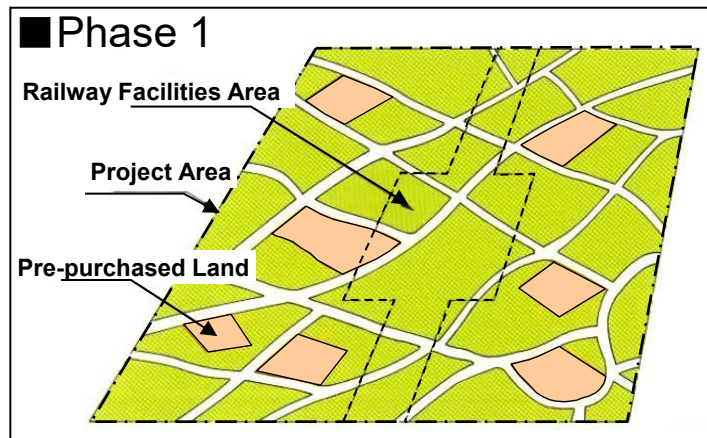 ■Phase 1
Railway Facilities Area
Project Area
Pre-purchased Land